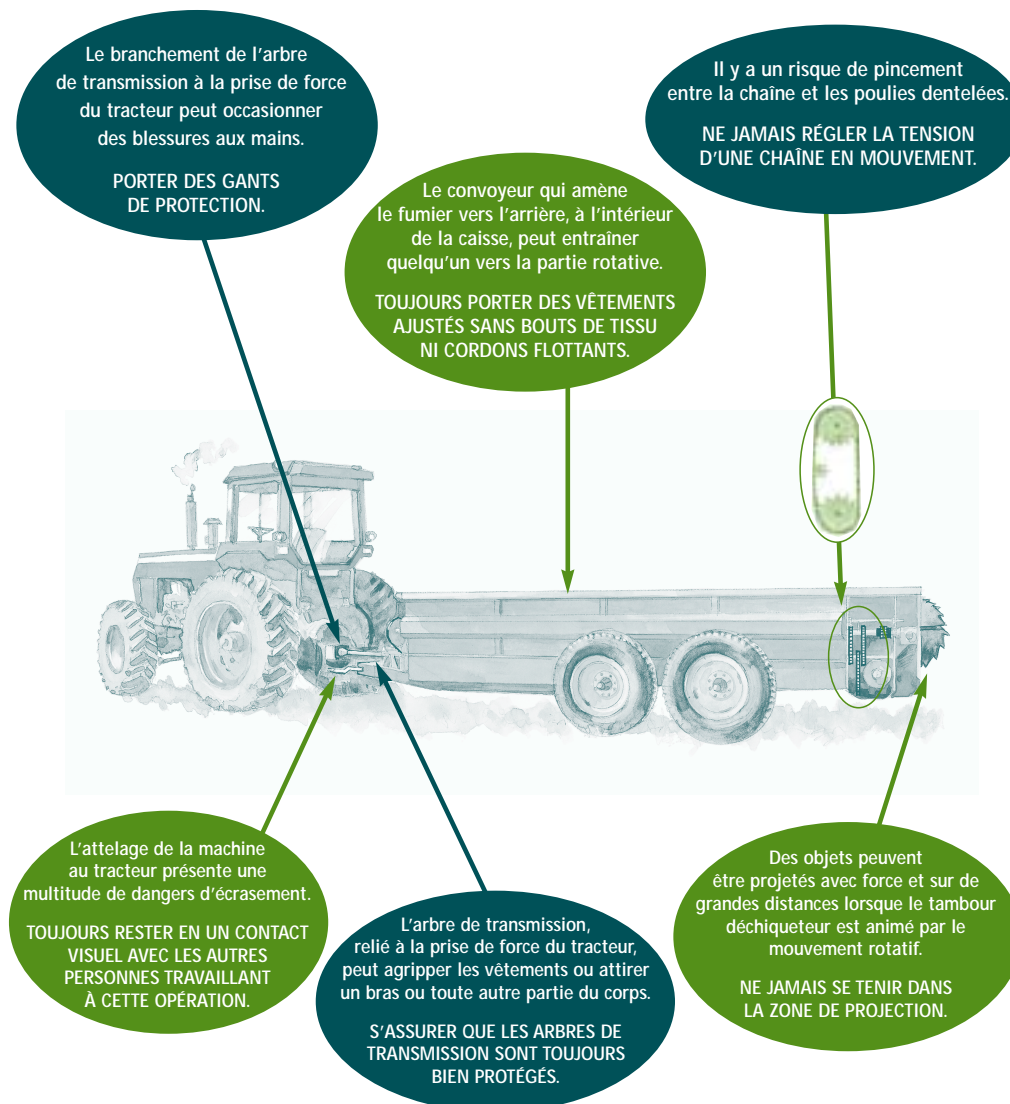 Le branchement de l'arbre
de transmission à la prise de force
du tracteur peut occasionner
des blessures aux mains.
PORTER DES GANTS
DE PROTECTION.
Il y a un risque de pincement
entre la chaîne et les poulies dentelées.
NE JAMAIS RÉGLER LA TENSION
D'UNE CHAÎNE EN MOUVEMENT.
Le convoyeur qui amène
le fumier vers l'arrière, à l'intérieur
de la caisse, peut entraîner
quelqu'un vers la partie rotative.
TOUJOURS PORTER DES VÊTEMENTS
AJUSTÉS SANS BOUTS DE TISSU
NI CORDONS FLOTTANTS.
L'attelage de la machine
au tracteur présente une
multitude de dangers d'écrasement.
TOUJOURS RESTER EN UN CONTACT
VISUEL AVEC LES AUTRES
PERSONNES TRAVAILLANT
À CETTE OPÉRATION.
L'arbre de transmission,
relié à la prise de force du tracteur,
peut agripper les vêtements ou attirer
un bras ou toute autre partie du corps.
S'ASSURER QUE LES ARBRES DE
TRANSMISSION SONT TOUJOURS
BIEN PROTÉGÉS.
Des objets peuvent
être projetés avec force et sur de
grandes distances lorsque le tambour
déchiqueteur est animé par le
mouvement rotatif.
NE JAMAIS SE TENIR DANS
LA ZONE DE PROJECTION.